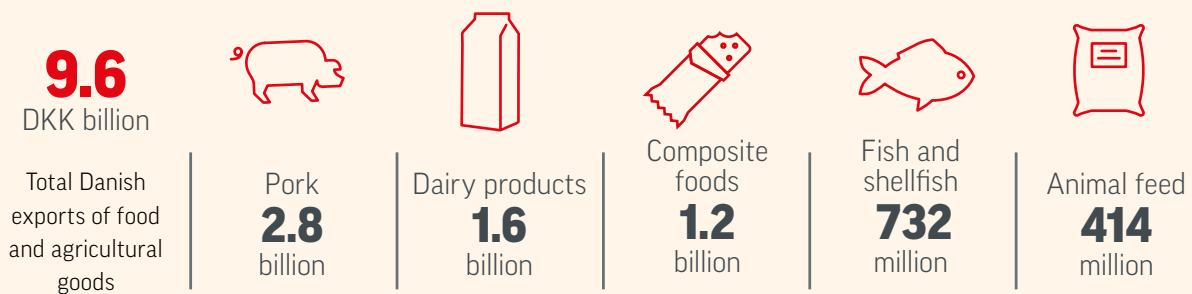 9.6
DKK billion
Total Danish
exports of food
and agricultural
goods
Pork
2.8
billion
Dairy products
1.6
billion
Composite
foods
1.2
billion
Fish and
shellfish
732
million
Animal feed
414
million